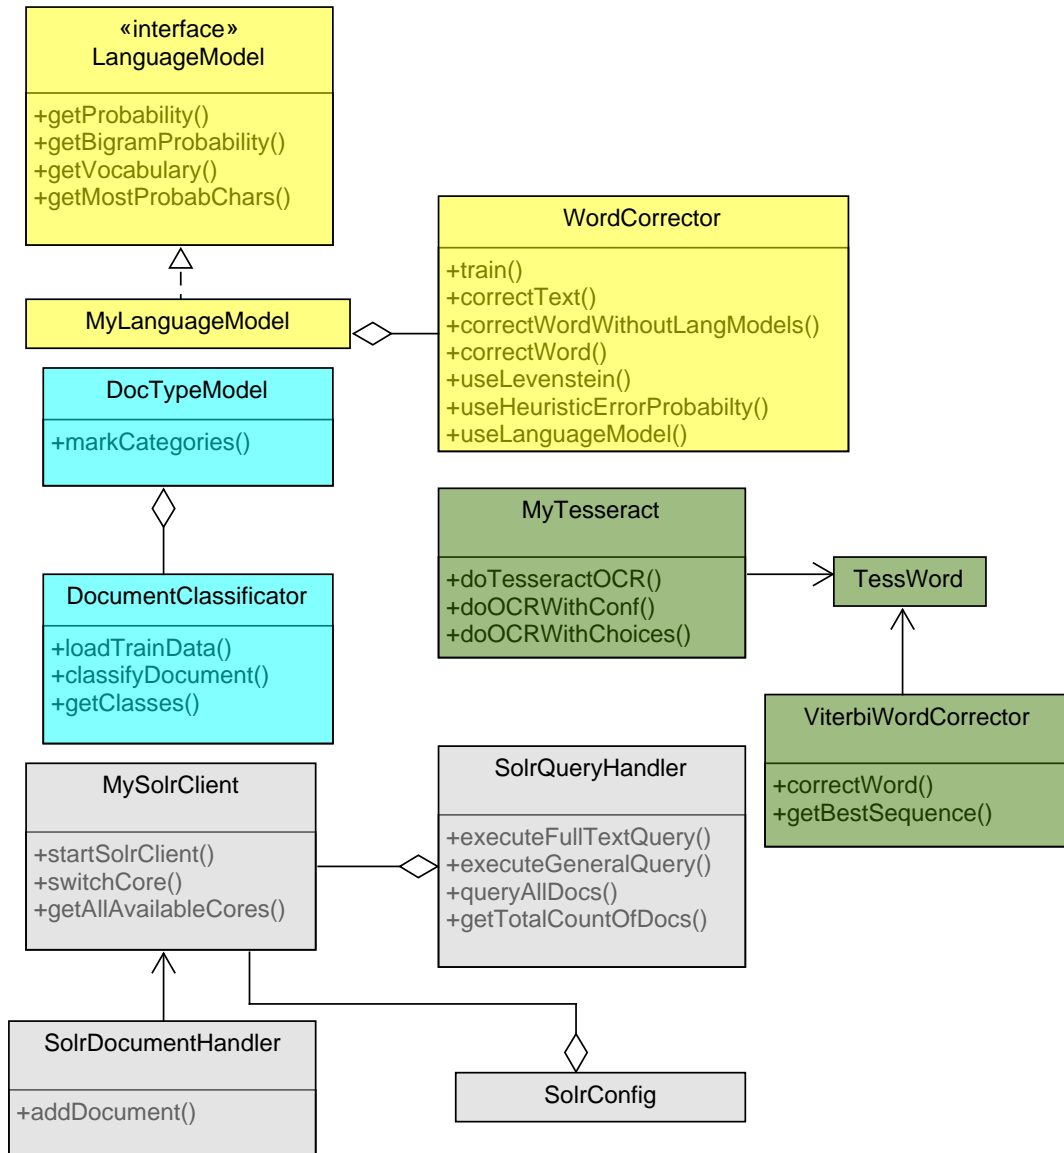 «interface»
LanguageModel
+getProbability()
+getBigramProbability()
+getVocabulary()
+getMostProbabChars()
MyLanguageModel
WordCorrector
+train()
+correctText()
+correctWordWithoutLangModels()
+correctWord()
+useLevenstein()
+useHeuristicErrorProbabilty()
+useLanguageModel()
DocTypeModel
+markCategories()
DocumentClassificator
+loadTrainData()
+classifyDocument()
+getClasses()
MyTesseract
+doTesseractOCR()
+doOCRWithConf()
+doOCRWithChoices()
TessWord
ViterbiWordCorrector
+correctWord()
+getBestSequence()
MySolrClient
+startSolrClient()
+switchCore()
+getAllAvailableCores()
SolrQueryHandler
+executeFullTextQuery()
+executeGeneralQuery()
+queryAllDocs()
+getTotalCountOfDocs()
SolrDocumentHandler
+addDocument()
SolrConfig